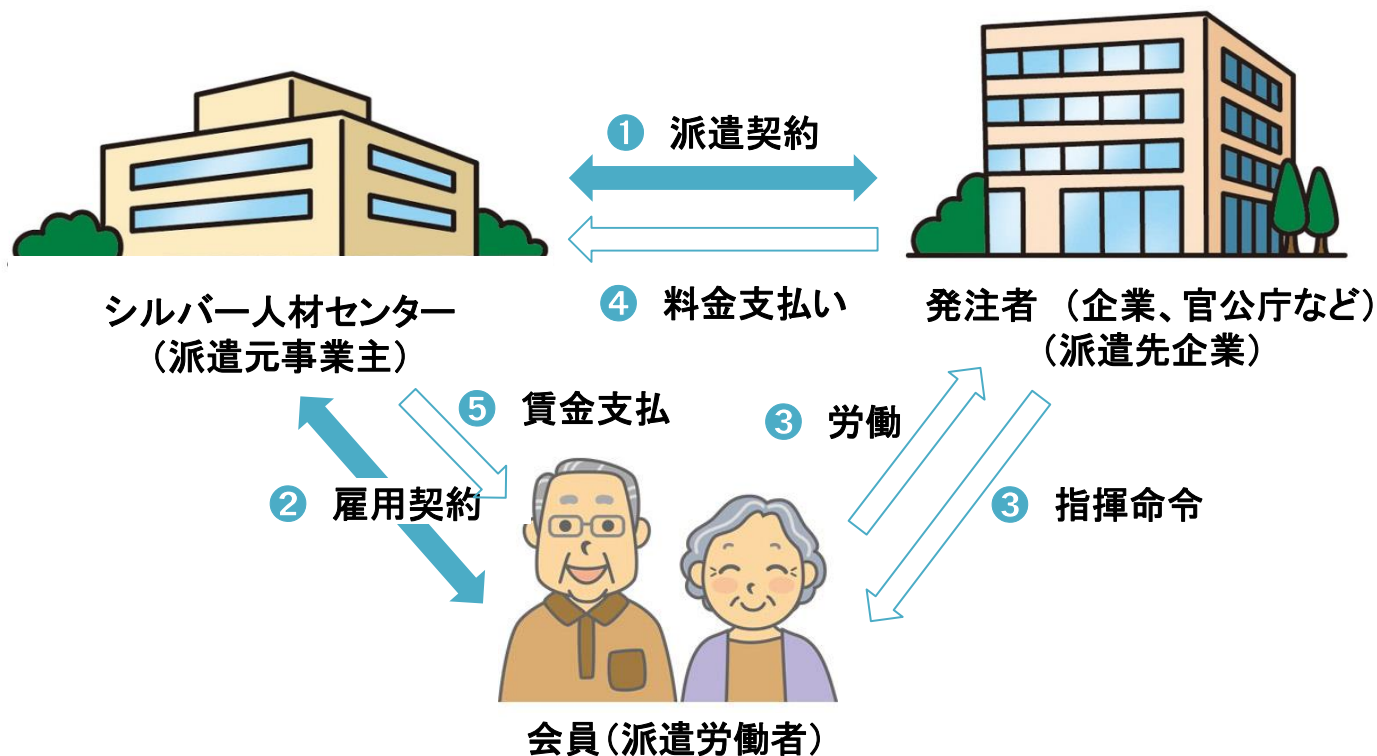 ❶ 派遣契約
❹ 料金支払い
シルバー人材センター
（派遣元事業主）
発注者 （企業、官公庁など）
（派遣先企業）
❺ 賃金支払
❸ 労働
❷ 雇用契約
❸ 指揮命令
会員（派遣労働者）